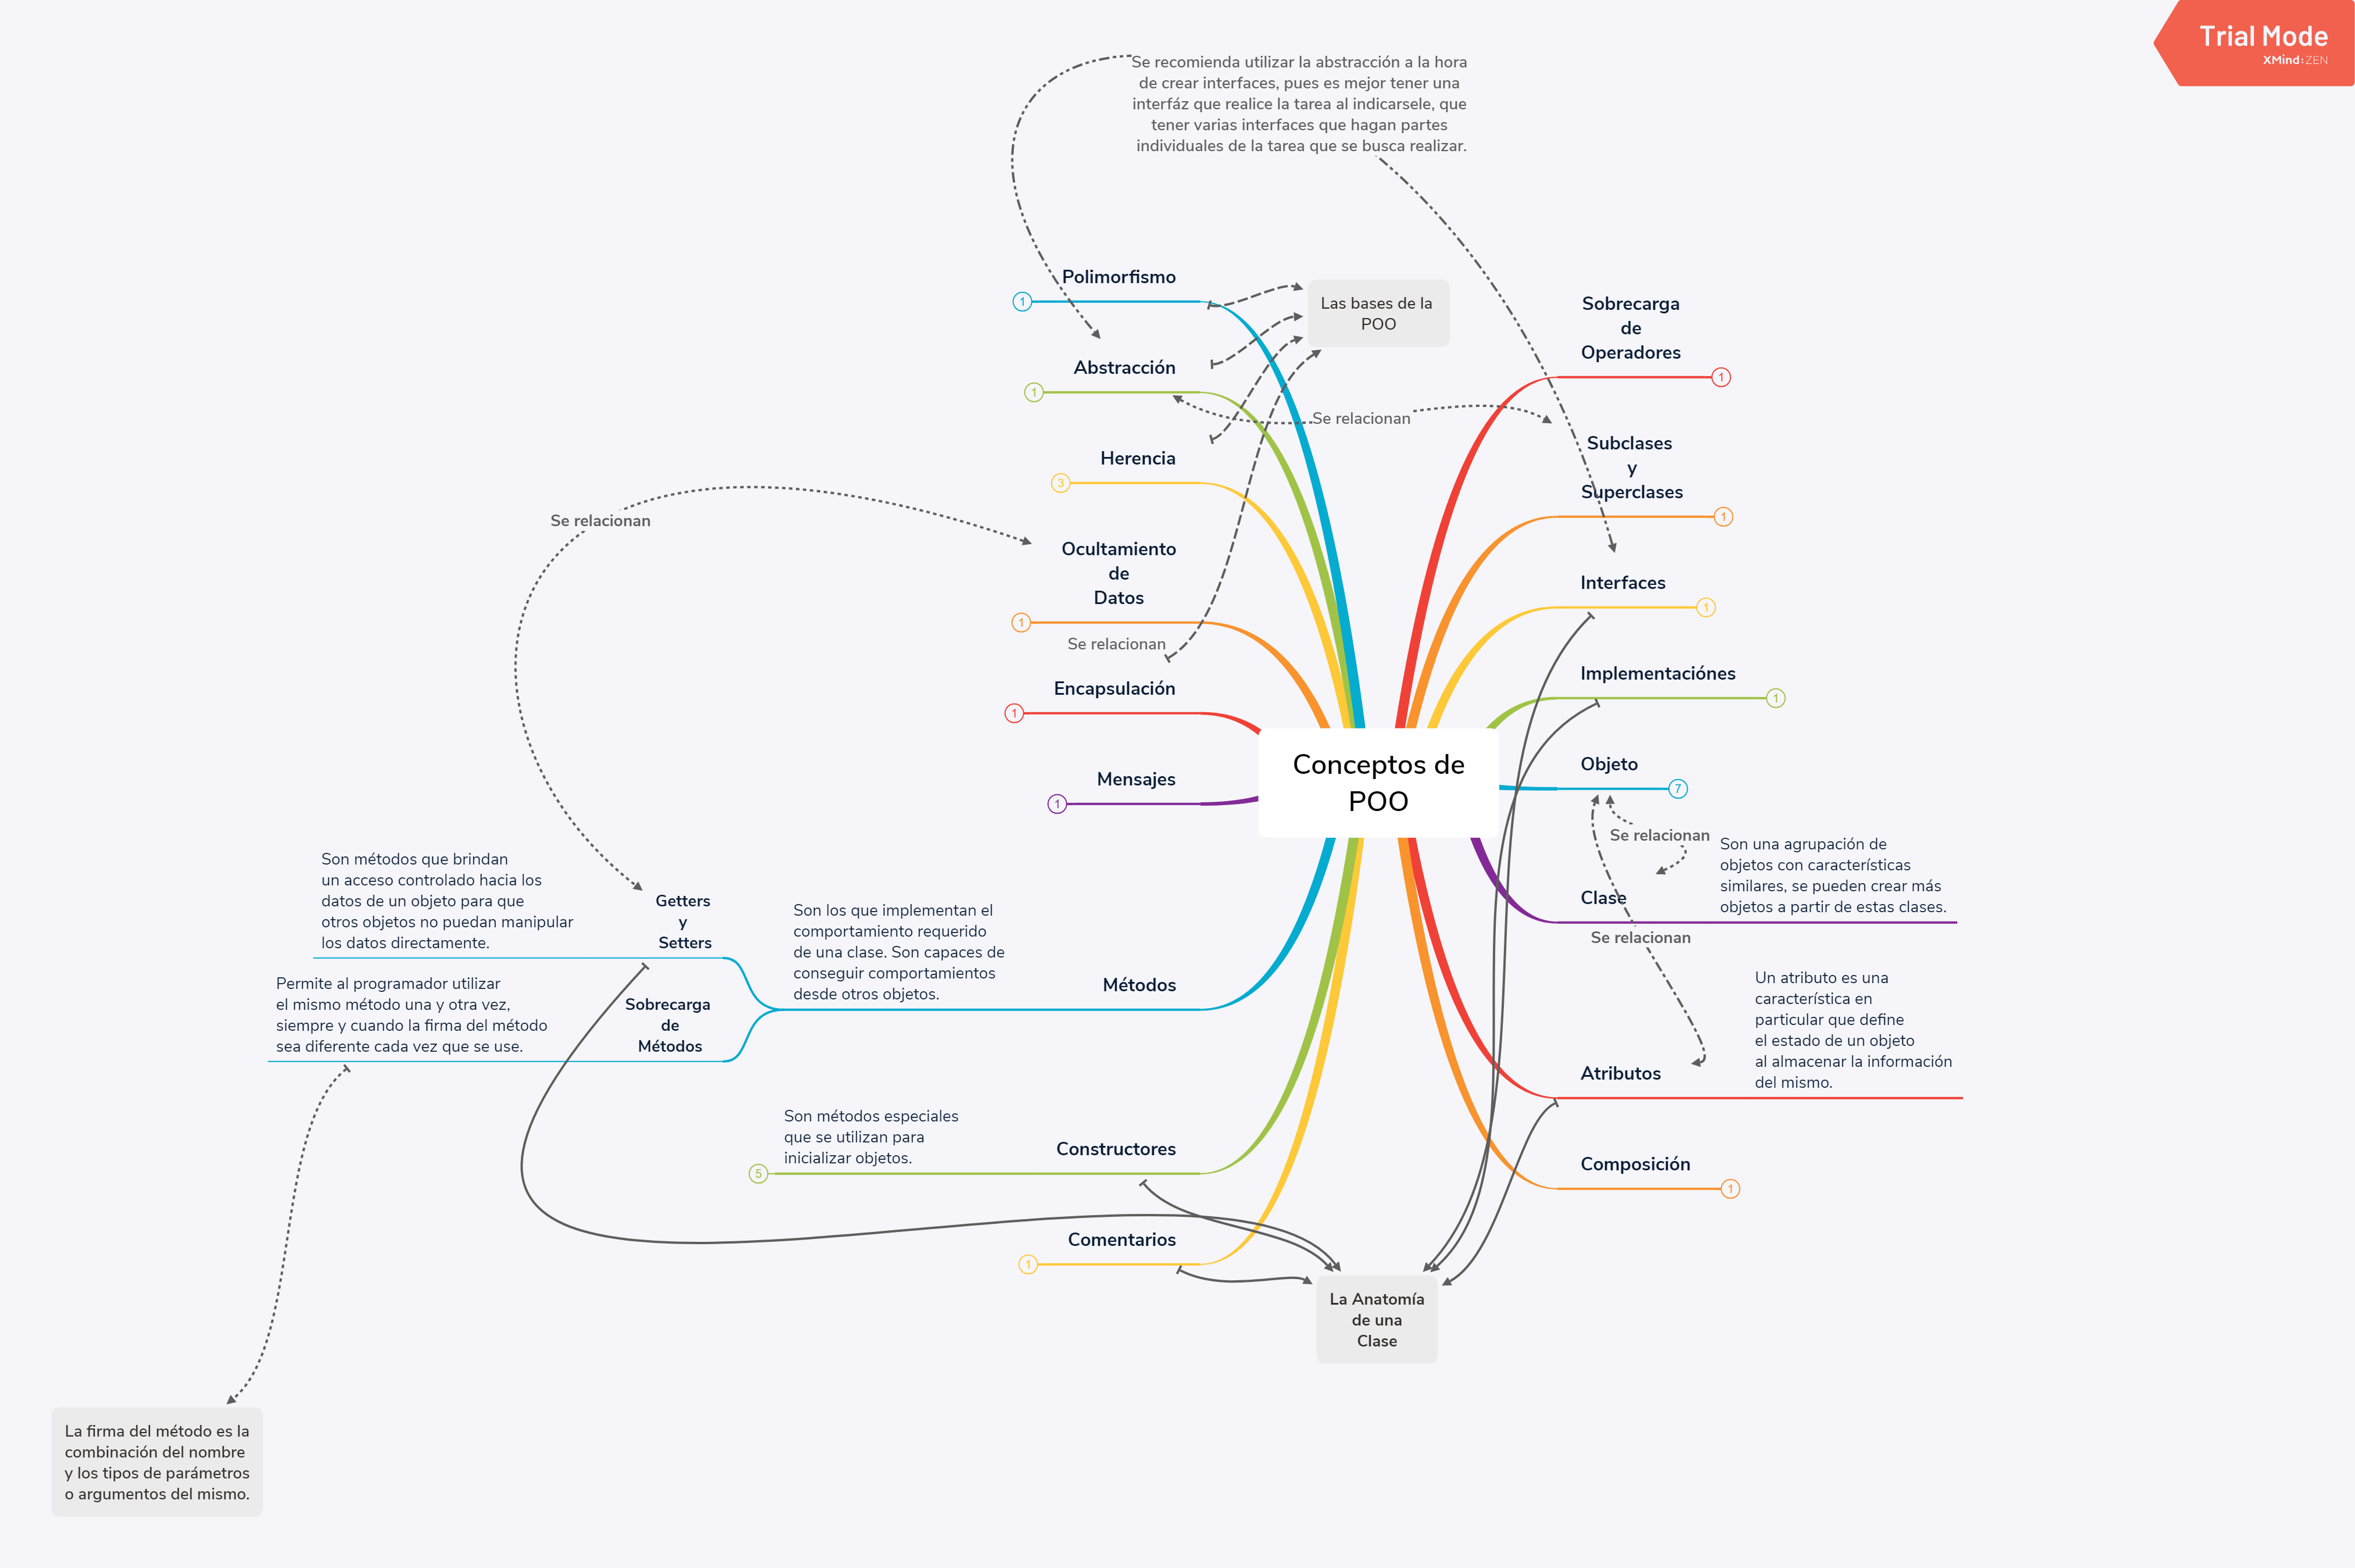 Trial Mode
XMind:ZEN
Se recomienda utilizar la abstracción a la hora
de crear interfaces, pues es mejor tener una
interfáz que realice la tarea al indicarsele, que
tener varias interfaces que hagan partes
individuales de la tarea que se busca realizar.
Polimorfismo
1
Las bases de la
POO
Abstracción
1
Se relacionan
Herencia
3
Se relacionan
Ocultamiento
de
Datos
1
Se relacionan
Encapsulación
1
Mensajes
1
Conceptos de
POO
Sobrecarga
de
Operadores
1
Subclases
y
Superclases
1
Interfaces
1
Implementaciónes
1
Objeto
7
Se relacionan
Clase
Son una agrupación de
objetos con características
similares, se pueden crear más
objetos a partir de estas clases.
Se relacionan
Atributos
Un atributo es una
característica en
particular que define
el estado de un objeto
al almacenar la información
del mismo.
Composición
1
Métodos
Son los que implementan el
comportamiento requerido
de una clase. Son capaces de
conseguir comportamientos
desde otros objetos.
Getters
y
Setters
Son métodos que brindan
un acceso controlado hacia los
datos de un objeto para que
otros objetos no puedan manipular
los datos directamente.
Sobrecarga
de
Métodos
Permite al programador utilizar
el mismo método una y otra vez,
siempre y cuando la firma del método
sea diferente cada vez que se use.
Constructores
Son métodos especiales
que se utilizan para
inicializar objetos.
5
Comentarios
1
La Anatomía
de una
Clase
La firma del método es la
combinación del nombre
y los tipos de parámetros
o argumentos del mismo.